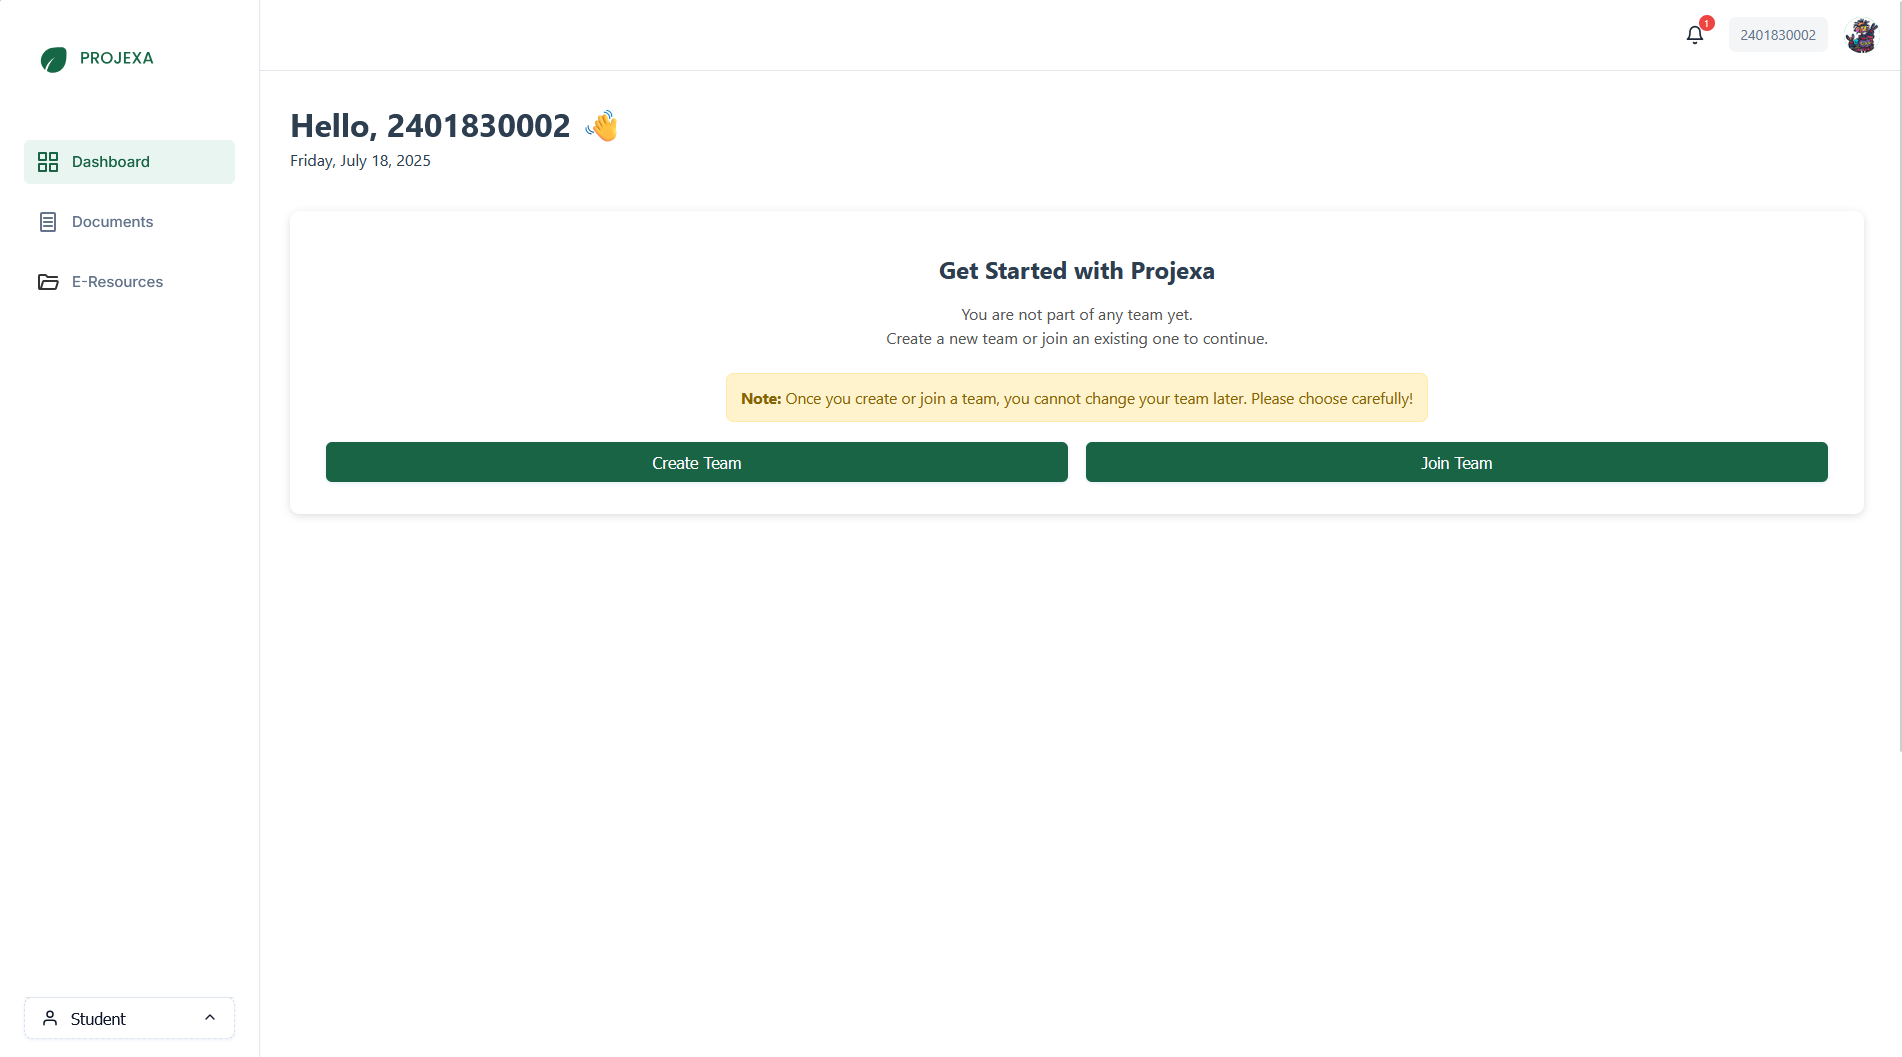 PROJEXA
1
2401830002
Dashboard
Documents
E-Resources
Hello, 2401830002 👋
Friday, July 18, 2025
Get Started with Projexa
You are not part of any team yet.
Create a new team or join an existing one to continue.
Note: Once you create or join a team, you cannot change your team later. Please choose carefully!
Create Team
Join Team
Student